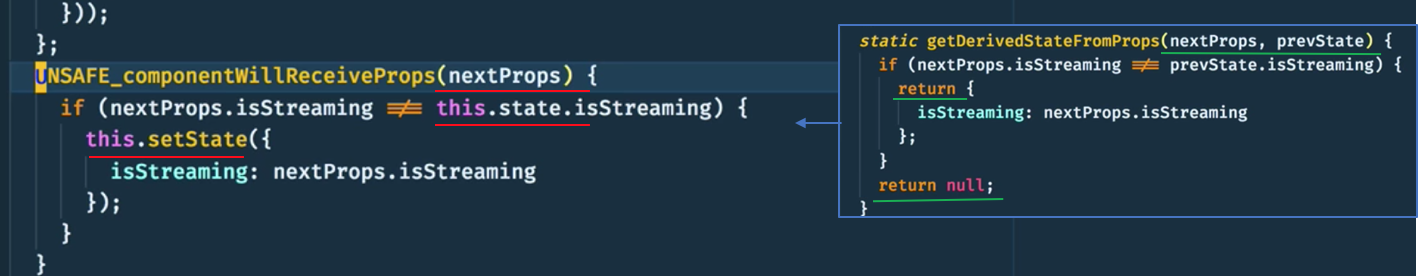 }));
};
UNSAFE_componentWillReceiveProps(nextProps) {
if (nextProps.isStreaming !== this.state.isStreaming) {
this.setState({
isStreaming: nextProps.isStreaming
});
}
}
static getDerivedStateFromProps(nextProps, prevState) {
if (nextProps.isStreaming !== prevState.isStreaming) {
return {
isStreaming: nextProps.isStreaming
};
}
return null;
}